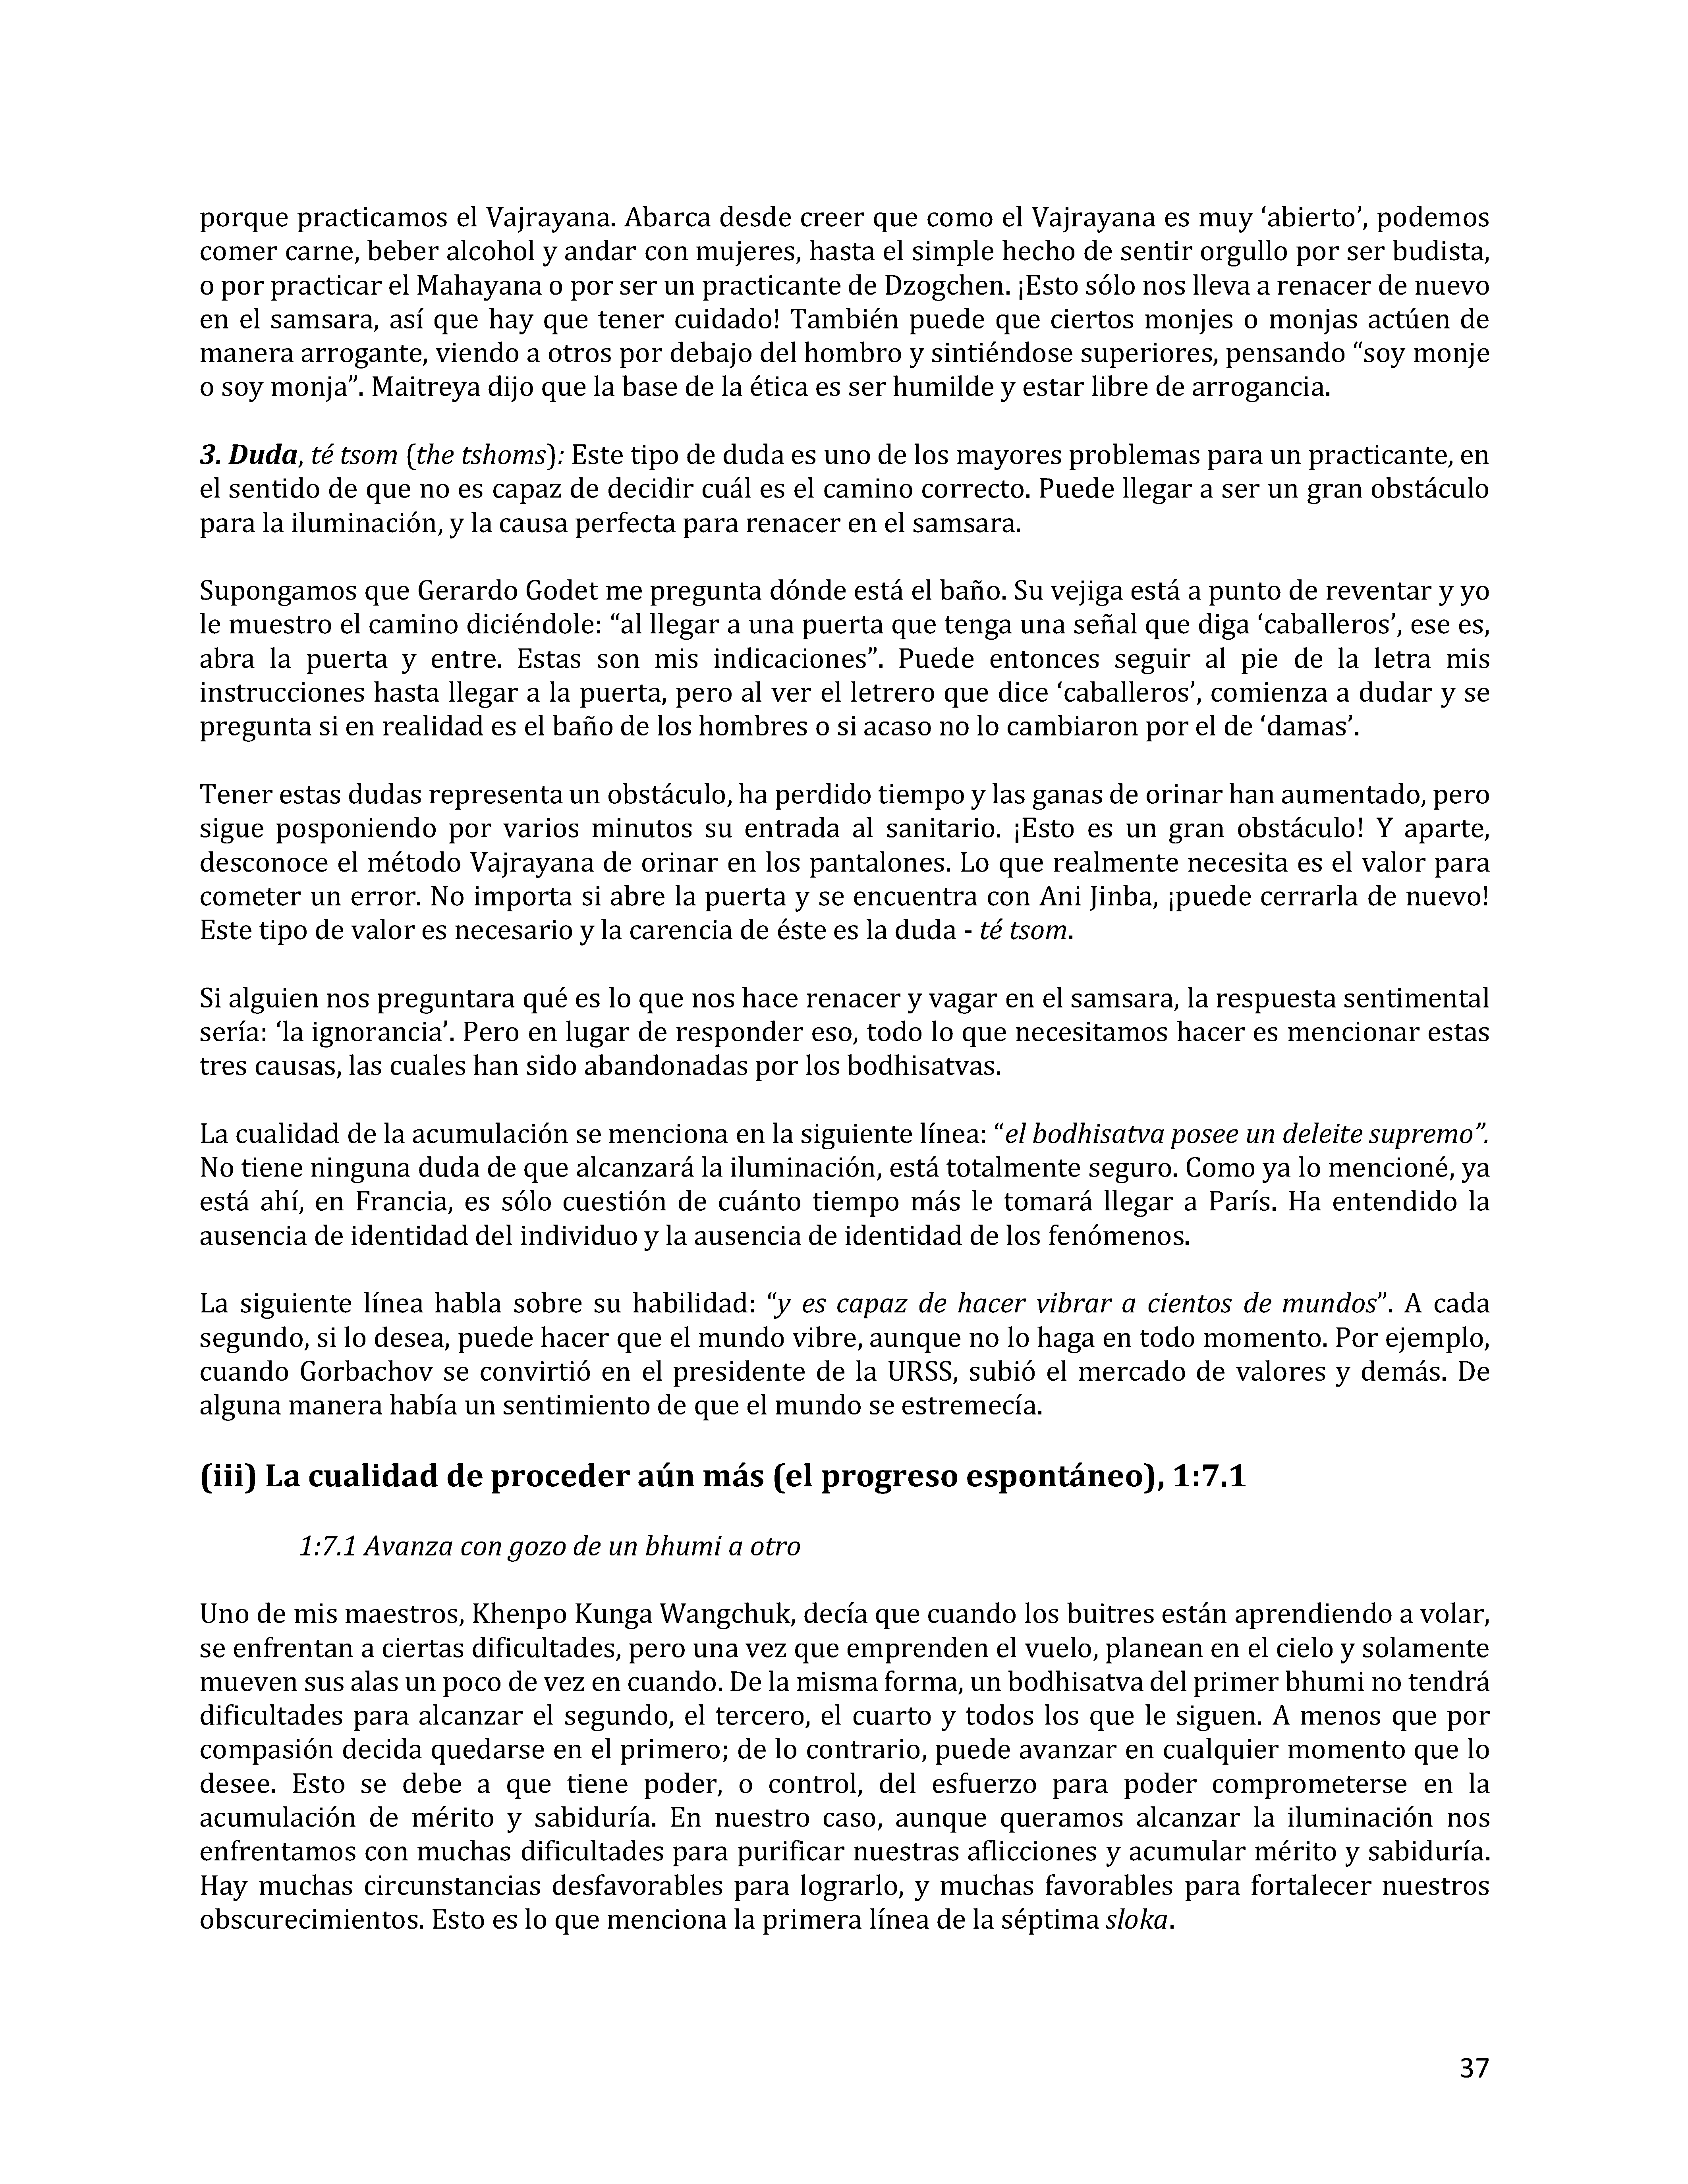 porque practicamos el Vajrayana. Abarca desde creer que como el Vajrayana es muy ‘abierto’, podemos
comer carne, beber alcohol y andar con mujeres, hasta el simple hecho de sentir orgullo por ser budista,
o por practicar el Mahayana o por ser un practicante de Dzogchen. ¡Esto sólo nos lleva a renacer de nuevo
en el samsara, así que hay que tener cuidado! También puede que ciertos monjes o monjas actúen de
manera arrogante, viendo a otros por debajo del hombro y sintiéndose superiores, pensando “soy monje
o soy monja”. Maitreya dijo que la base de la ética es ser humilde y estar libre de arrogancia.
3. Duda, té tsom (the tshoms): Este tipo de duda es uno de los mayores problemas para un practicante, en
el sentido de que no es capaz de decidir cuál es el camino correcto. Puede llegar a ser un gran obstáculo
para la iluminación, y la causa perfecta para renacer en el samsara.
Supongamos que Gerardo Godet me pregunta dónde está el baño. Su vejiga está a punto de reventar y yo
le muestro el camino diciéndole: “al llegar a una puerta que tenga una señal que diga ‘caballeros’, ese es,
abra la puerta y entre. Estas son mis indicaciones”. Puede entonces seguir al pie de la letra mis
instrucciones hasta llegar a la puerta, pero al ver el letrero que dice ‘caballeros’, comienza a dudar y se
pregunta si en realidad es el baño de los hombres o si acaso no lo cambiaron por el de ‘damas’.
Tener estas dudas representa un obstáculo, ha perdido tiempo y las ganas de orinar han aumentado, pero
sigue posponiendo por varios minutos su entrada al sanitario. ¡Esto es un gran obstáculo! Y aparte,
desconoce el método Vajrayana de orinar en los pantalones. Lo que realmente necesita es el valor para
cometer un error. No importa si abre la puerta y se encuentra con Ani Jinba, ¡puede cerrarla de nuevo!
Este tipo de valor es necesario y la carencia de éste es la duda - té tsom.
Si alguien nos preguntara qué es lo que nos hace renacer y vagar en el samsara, la respuesta sentimental
sería: ‘la ignorancia’. Pero en lugar de responder eso, todo lo que necesitamos hacer es mencionar estas
tres causas, las cuales han sido abandonadas por los bodhisatvas.
La cualidad de la acumulación se menciona en la siguiente línea: “el bodhisatva posee un deleite supremo”.
No tiene ninguna duda de que alcanzará la iluminación, está totalmente seguro. Como ya lo mencioné, ya
está ahí, en Francia, es sólo cuestión de cuánto tiempo más le tomará llegar a París. Ha entendido la
ausencia de identidad del individuo y la ausencia de identidad de los fenómenos.
La siguiente línea habla sobre su habilidad: “y es capaz de hacer vibrar a cientos de mundos”. A cada
segundo, si lo desea, puede hacer que el mundo vibre, aunque no lo haga en todo momento. Por ejemplo,
cuando Gorbachov se convirtió en el presidente de la URSS, subió el mercado de valores y demás. De
alguna manera había un sentimiento de que el mundo se estremecía.
(iii) La cualidad de proceder aún más (el progreso espontáneo), 1:7.1
1:7.1 Avanza con gozo de un bhumi a otro
Uno de mis maestros, Khenpo Kunga Wangchuk, decía que cuando los buitres están aprendiendo a volar,
se enfrentan a ciertas dificultades, pero una vez que emprenden el vuelo, planean en el cielo y solamente
mueven sus alas un poco de vez en cuando. De la misma forma, un bodhisatva del primer bhumi no tendrá
dificultades para alcanzar el segundo, el tercero, el cuarto y todos los que le siguen. A menos que por
compasión decida quedarse en el primero; de lo contrario, puede avanzar en cualquier momento que lo
desee. Esto se debe a que tiene poder, o control, del esfuerzo para poder comprometerse en la
acumulación de mérito y sabiduría. En nuestro caso, aunque queramos alcanzar la iluminación nos
enfrentamos con muchas dificultades para purificar nuestras aflicciones y acumular mérito y sabiduría.
Hay muchas circunstancias desfavorables para lograrlo, y muchas favorables para fortalecer nuestros
obscurecimientos. Esto es lo que menciona la primera línea de la séptima sloka.
37